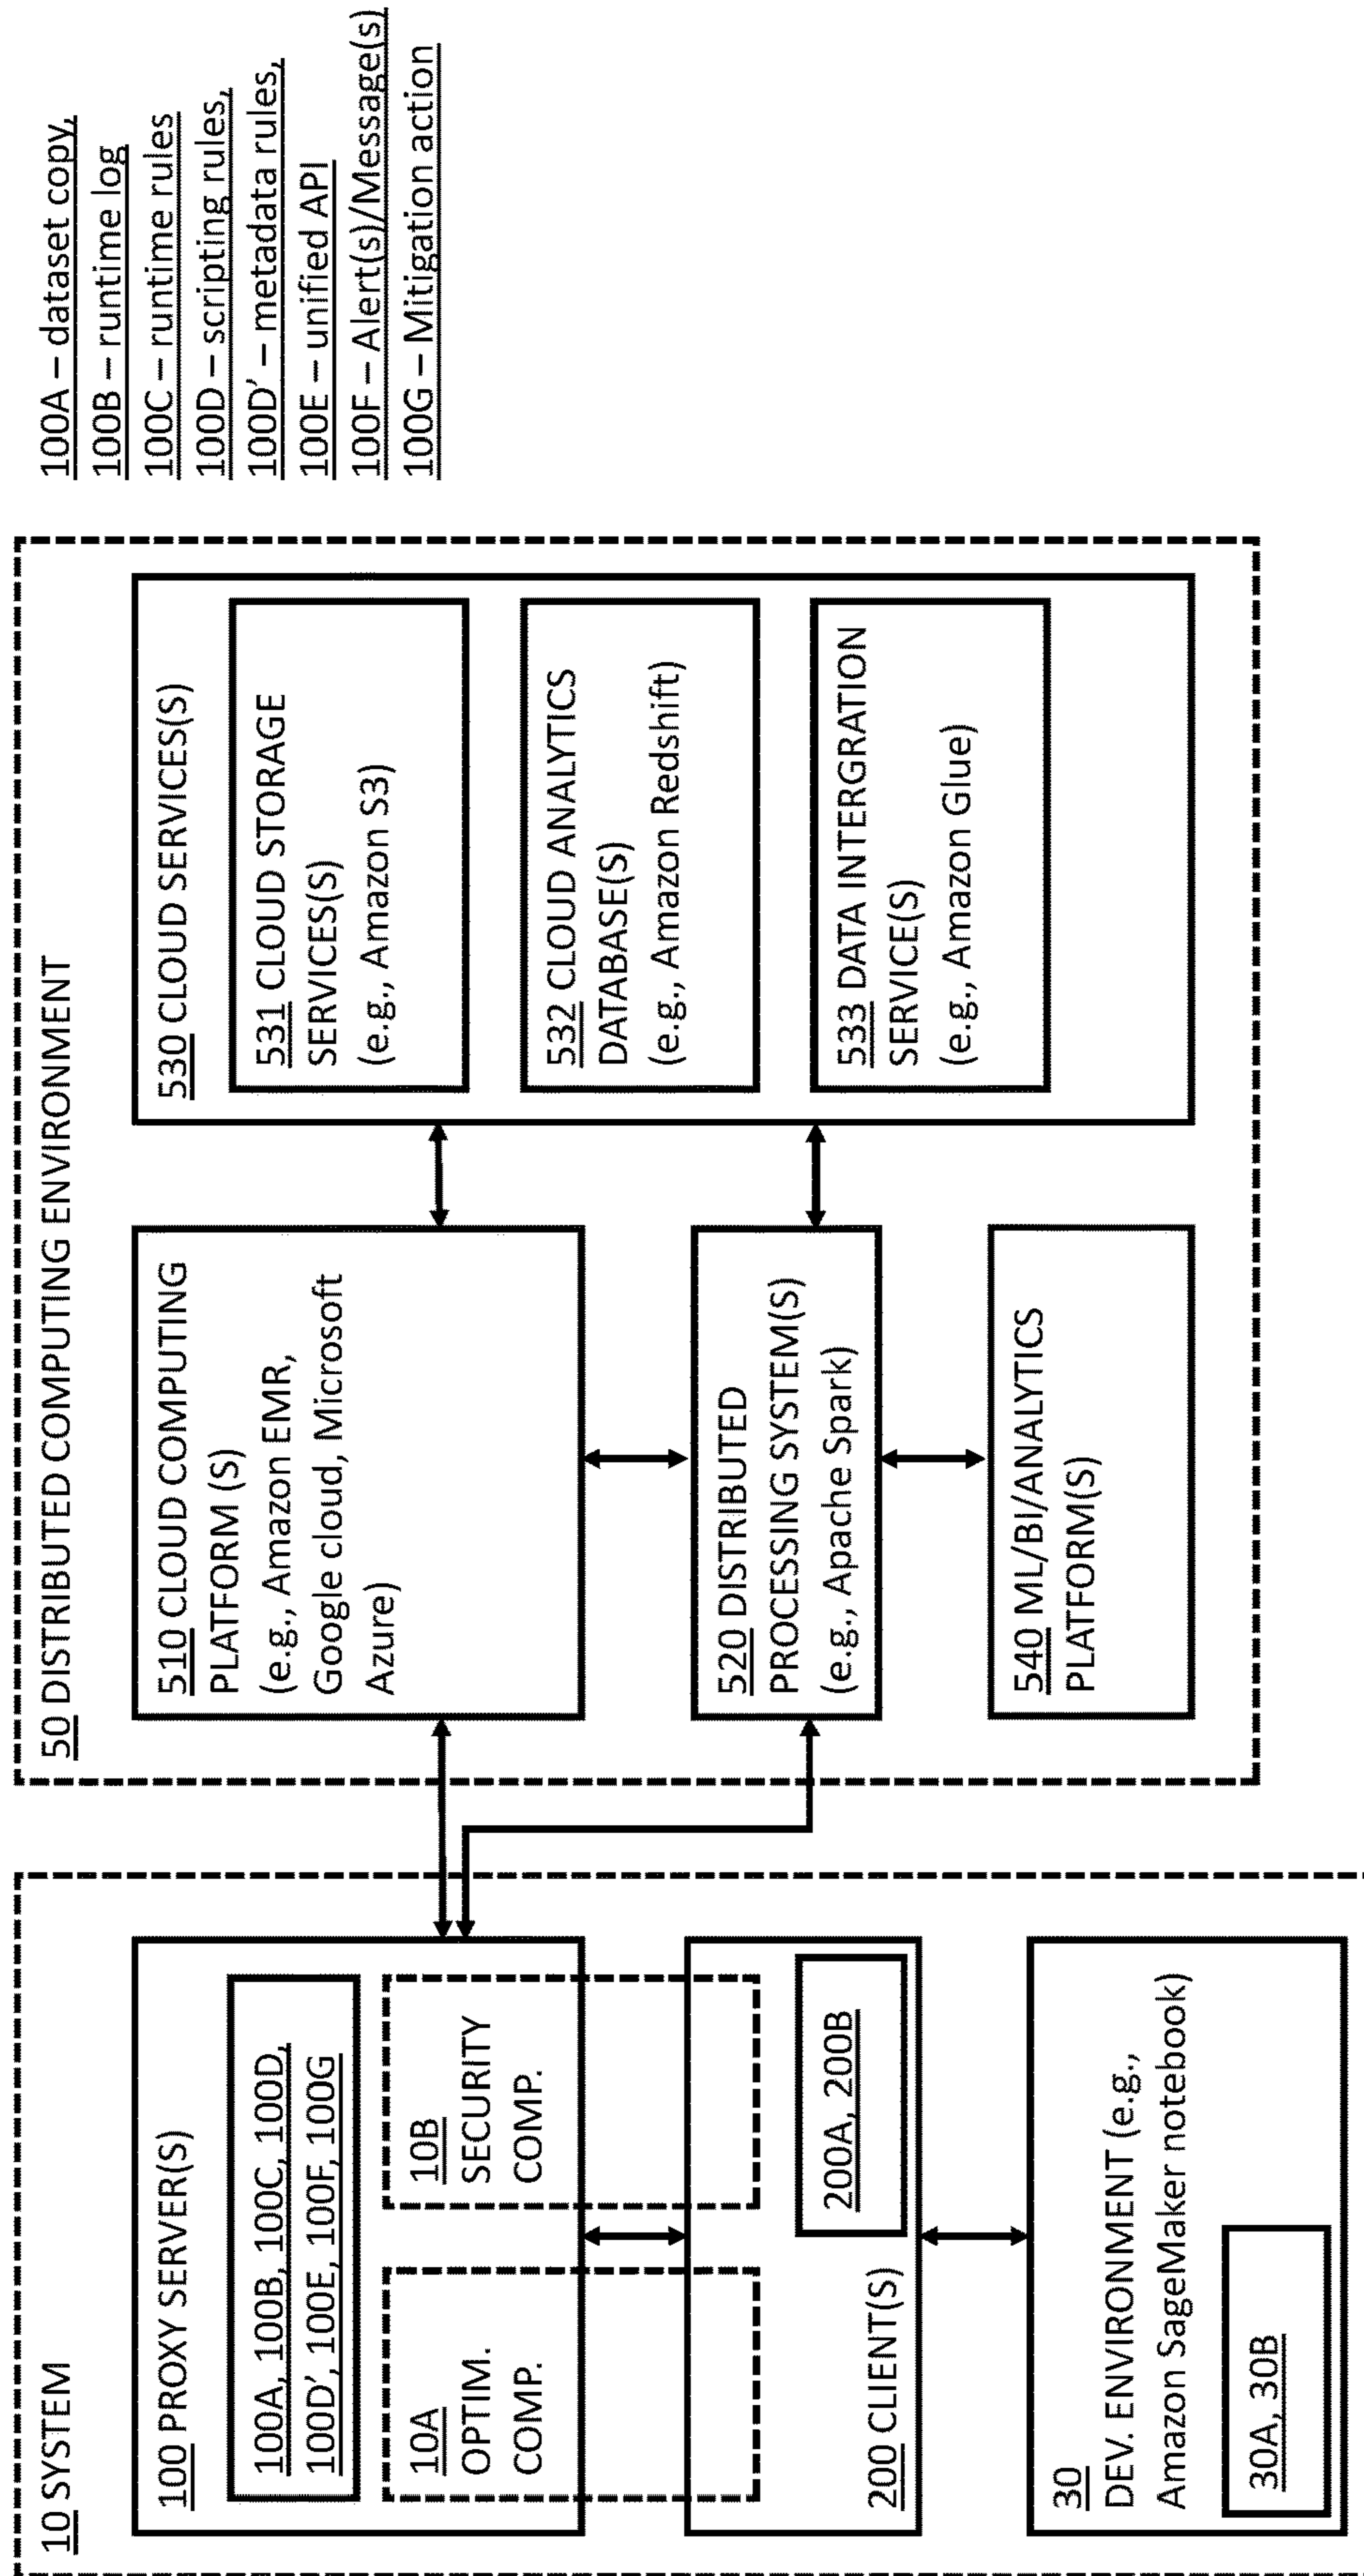 10 SYSTEM
100 PROXY SERVER(S)
100A, 100B, 100C, 100D,
100D’, 100E, 100F, 100G
10A
OPTIM.
COMP.
10B
SECURITY
COMP.
200 CLIENT(S)
200A, 200B
30
DEV. ENVIRONMENT (e.g.,
Amazon SageMaker notebook)
30A, 30B
50 DISTRIBUTED COMPUTING ENVIRONMENT
510 CLOUD COMPUTING
PLATFORM (S)
(e.g., Amazon EMR,
Google cloud, Microsoft
Azure)
520 DISTRIBUTED
PROCESSING SYSTEM(S)
(e.g., Apache Spark)
540 ML/BI/ANALYTICS
PLATFORM(S)
530 CLOUD SERVICES(S)
531 CLOUD STORAGE
SERVICES(S)
(e.g., Amazon S3)
532 CLOUD ANALYTICS
DATABASE(S)
(e.g., Amazon Redshift)
533 DATA INTERGRATION
SERVICE(S)
(e.g., Amazon Glue)
100A – dataset copy,
100B – runtime log
100C – runtime rules
100D – scripting rules,
100D’ – metadata rules,
100E – unified API
100F – Alert(s)/Message(s)
100G – Mitigation action